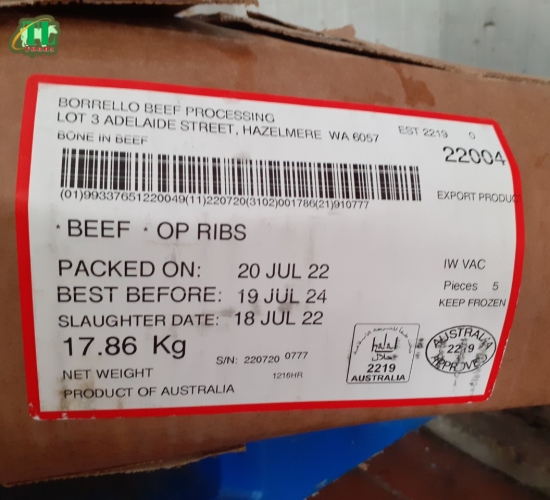 BORRELLO BEEF PROCESSING
LOT 3 ADELAIDE STREET, HAZELMERE WA 6057 EST 2219 0
BONE IN BEEF
22004
(01)99337651220049(11)220720(3102)001786(21)910777
EXPORT PRODUC
* BEEF * OP RIBS
PACKED ON: 20 JUL 22
IW VAC
BEST BEFORE: 19 JUL 24
Pieces 5
SLAUGHTER DATE: 18 JUL 22
KEEP FROZEN
17.86 Kg
S/N: 220720 0777
NET WEIGHT
1216HR
PRODUCT OF AUSTRALIA
halal
حلال
2219
AUSTRALIA
AUSTRALIA
2219
APPROVED